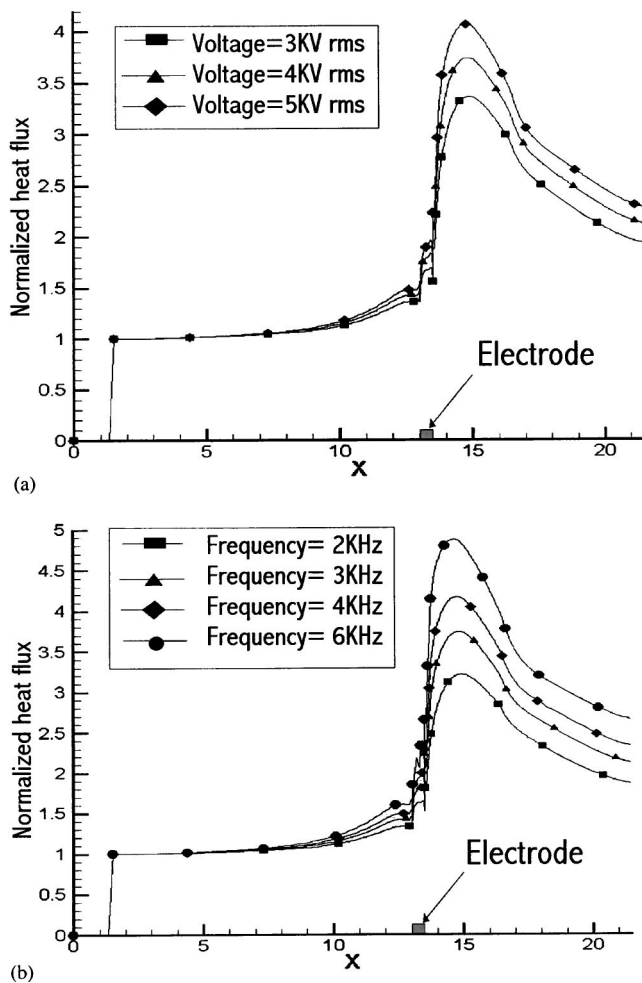 4
3.5
3
2.5
2
1.5
1
0.5
0
Normalized heat flux
Voltage=3KV rms
Voltage=4KV rms
Voltage=5KV rms
Electrode
0 5 10 15 20
X
(a)
5
4.5
4
3.5
3
2.5
2
1.5
1
0.5
0
Normalized heat flux
Frequency= 2KHz
Frequency= 3KHz
Frequency= 4KHz
Frequency= 6KHz
Electrode
0 5 10 15 20
X
(b)